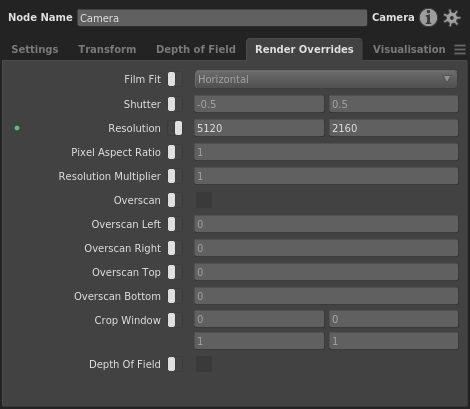 Node Name Camera Camera
Settings Transform Depth of Field Render Overrides Visualisation
Film Fit Horizontal
Shutter -0.5 0.5
Resolution 5120 2160
Pixel Aspect Ratio 1
Resolution Multiplier 1
Overscan
Overscan Left 0
Overscan Right 0
Overscan Top 0
Overscan Bottom 0
Crop Window 0 0
1 1
Depth Of Field